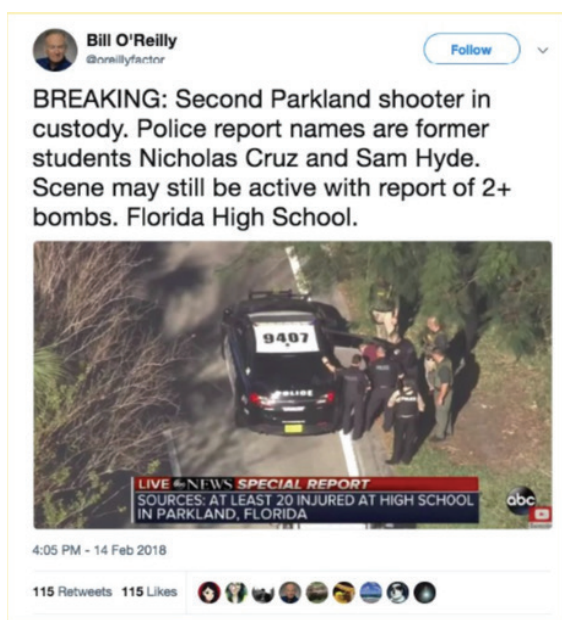 Bill O'Reilly
@oreillyfactor
Follow
BREAKING: Second Parkland shooter in
custody. Police report names are former
students Nicholas Cruz and Sam Hyde.
Scene may still be active with report of 2+
bombs. Florida High School.
9407
POLICE
LIVE abc NEWS SPECIAL REPORT
SOURCES: AT LEAST 20 INJURED AT HIGH SCHOOL
IN PARKLAND, FLORIDA
abc
4:05 PM - 14 Feb 2018
115 Retweets 115 Likes